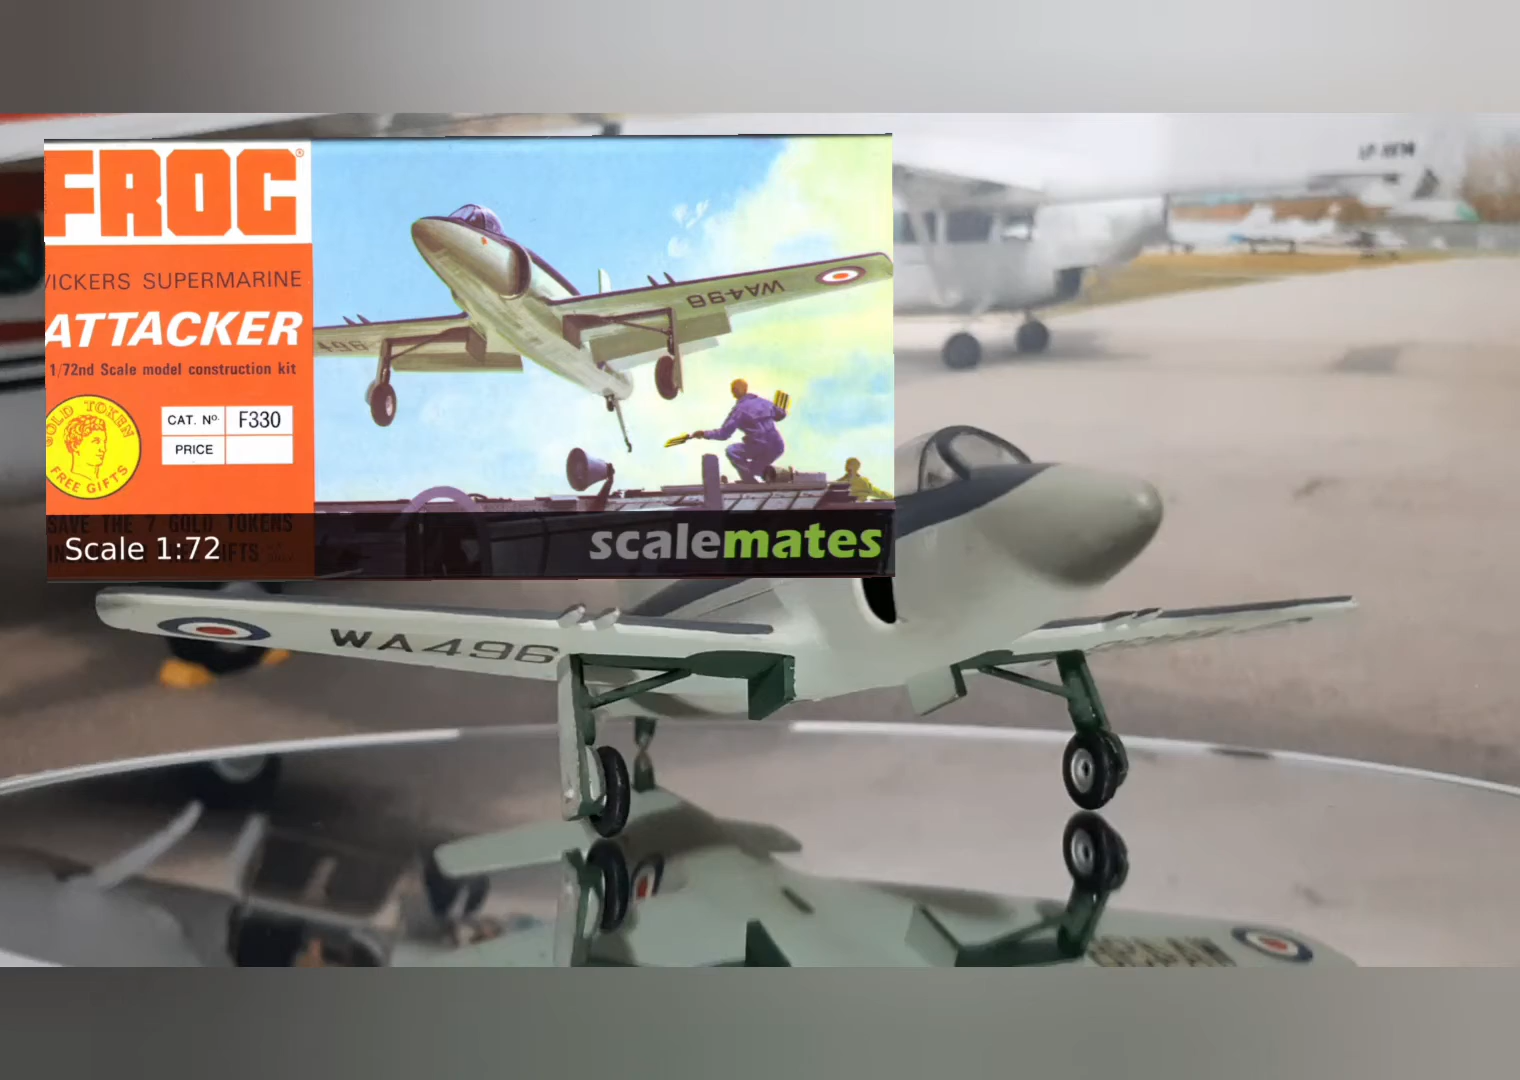 FROG®
VICKERS SUPERMARINE
ATTACKER
1/72nd Scale model construction kit
GOLD TOKEN
FREE GIFTS
CAT. Nº. F330
PRICE
WA496
SAVE THE 7 GOLD TOKENS
GIFTS
Scale 1:72
scalemates
WA496